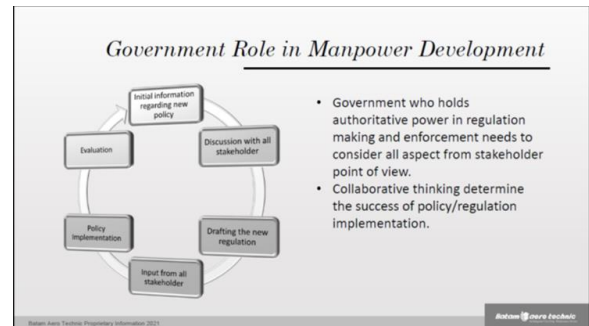 Government Role in Manpower Development
Initial information
regarding new
policy
Discussion with all
stakeholder
Drafting the new
regulation
Input from all
stakeholder
Policy
Implementation
Evaluation
• Government who holds
authoritative power in regulation
making and enforcement needs to
consider all aspect from stakeholder
point of view.
• Collaborative thinking determine
the success of policy/regulation
implementation.
Batam Aero Technic Proprietary Information 2021
Batam aero technic